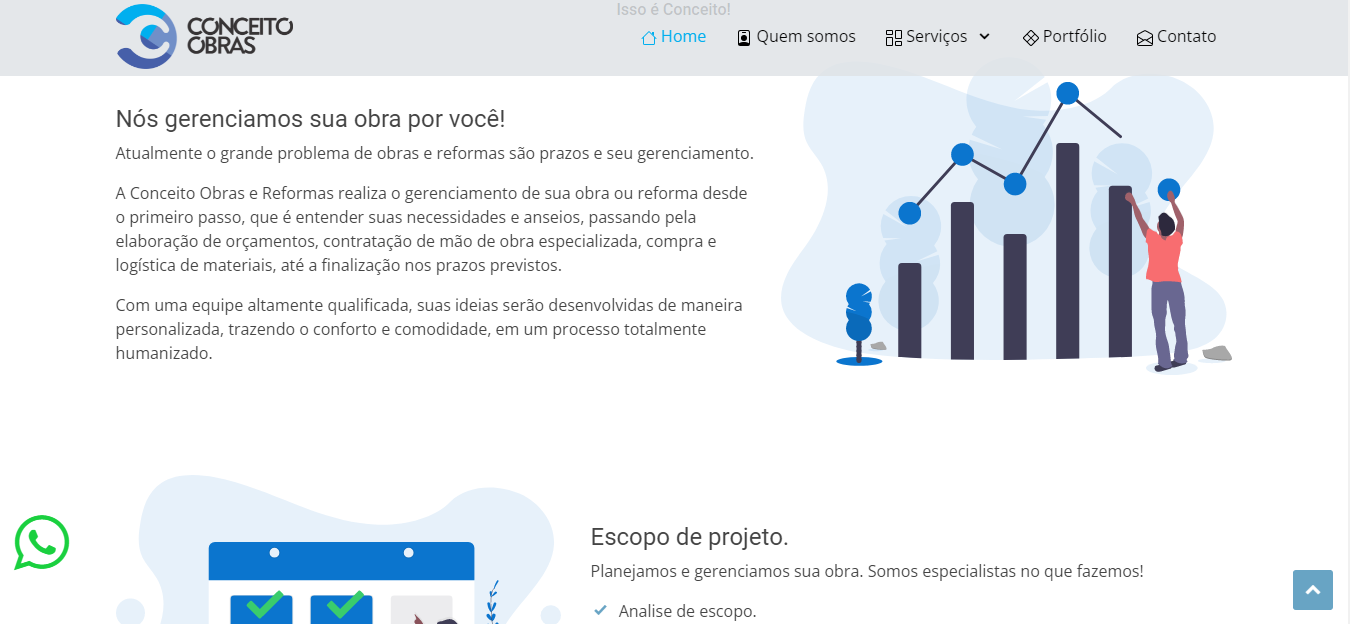 Isso é Conceito!
CONCEITO
OBRAS
Home Quem somos Serviços Portfólio Contato
Nós gerenciamos sua obra por você!
Atualmente o grande problema de obras e reformas são prazos e seu gerenciamento.
A Conceito Obras e Reformas realiza o gerenciamento de sua obra ou reforma desde
o primeiro passo, que é entender suas necessidades e anseios, passando pela
elaboração de orçamentos, contratação de mão de obra especializada, compra e
logística de materiais, até a finalização nos prazos previstos.
Com uma equipe altamente qualificada, suas ideias serão desenvolvidas de maneira
personalizada, trazendo o conforto e comodidade, em um processo totalmente
humanizado.
Escopo de projeto.
Planejamos e gerenciamos sua obra. Somos especialistas no que fazemos!
Analise de escopo.